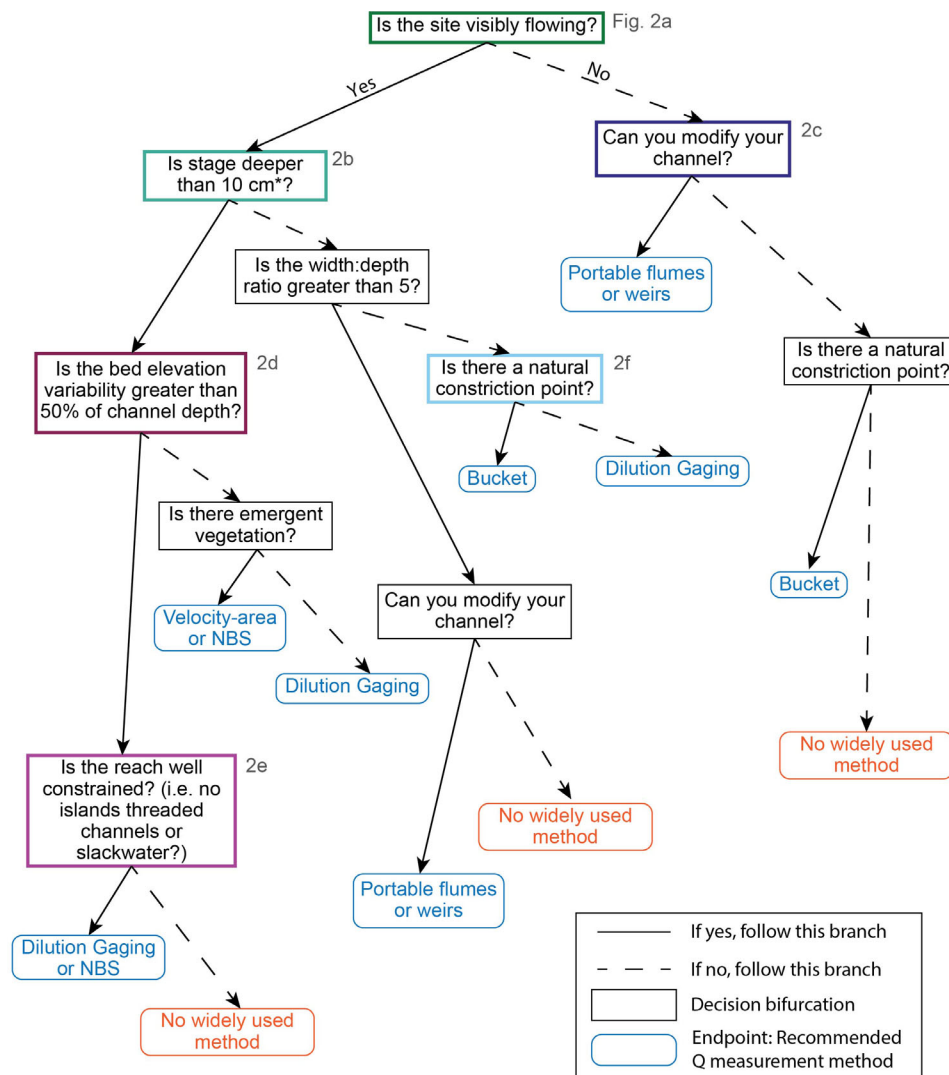 Is the site visibly flowing?
Fig. 2a
Yes
No
Can you modify your
channel?
2c
Is stage deeper
than 10 cm*?
2b
Is the width:depth
ratio greater than 5?
Portable flumes
or weirs
Is the bed elevation
variability greater than
50% of channel depth?
2d
Is there a natural
constriction point?
2f
Is there a natural
constriction point?
Bucket
Dilution Gaging
Is there emergent
vegetation?
Bucket
Velocity-area
or NBS
Can you modify your
channel?
Dilution Gaging
No widely used
method
Is the reach well
constrained? (i.e. no
islands threaded
channels or
slackwater?)
2e
No widely used
method
Portable flumes
or weirs
Dilution Gaging
or NBS
No widely used
method
If yes, follow this branch
If no, follow this branch
Decision bifurcation
Endpoint: Recommended
Q measurement method